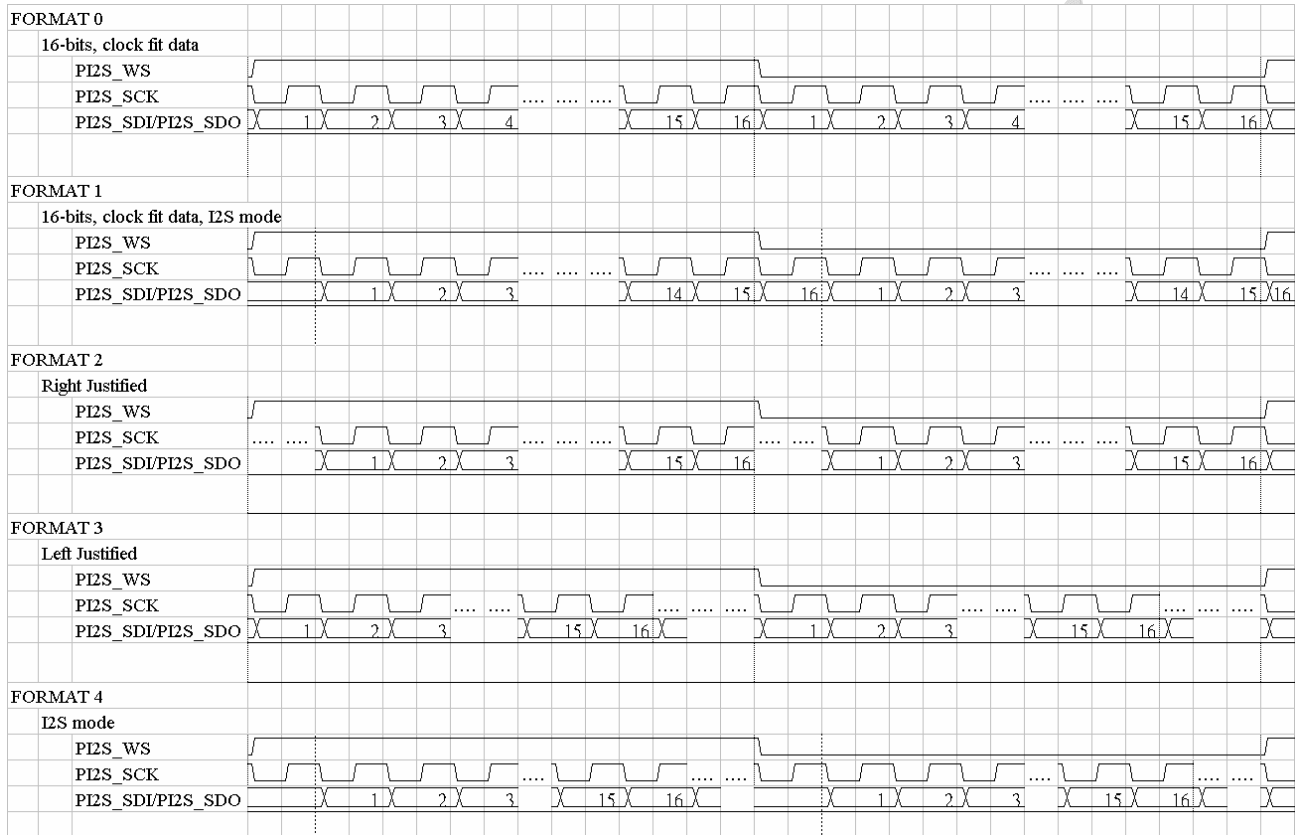 FORMAT 0
16-bits, clock fit data
PI2S_WS
PI2S_SCK .... .... .... .... .... ....
PI2S_SDI/PI2S_SDO 1 2 3 4 15 16 1 2 3 4 15 16
FORMAT 1
16-bits, clock fit data, I2S mode
PI2S_WS
PI2S_SCK .... .... .... .... .... ....
PI2S_SDI/PI2S_SDO 1 2 3 14 15 16 1 2 3 14 15 16
FORMAT 2
Right Justified
PI2S_WS
PI2S_SCK .... .... .... .... .... .... .... .... .... ....
PI2S_SDI/PI2S_SDO 1 2 3 15 16 1 2 3 15 16
FORMAT 3
Left Justified
PI2S_WS
PI2S_SCK .... .... .... .... .... .... .... .... .... ....
PI2S_SDI/PI2S_SDO 1 2 3 15 16 1 2 3 15 16
FORMAT 4
I2S mode
PI2S_WS
PI2S_SCK .... .... .... .... .... ....
PI2S_SDI/PI2S_SDO 1 2 3 15 16 1 2 3 15 16